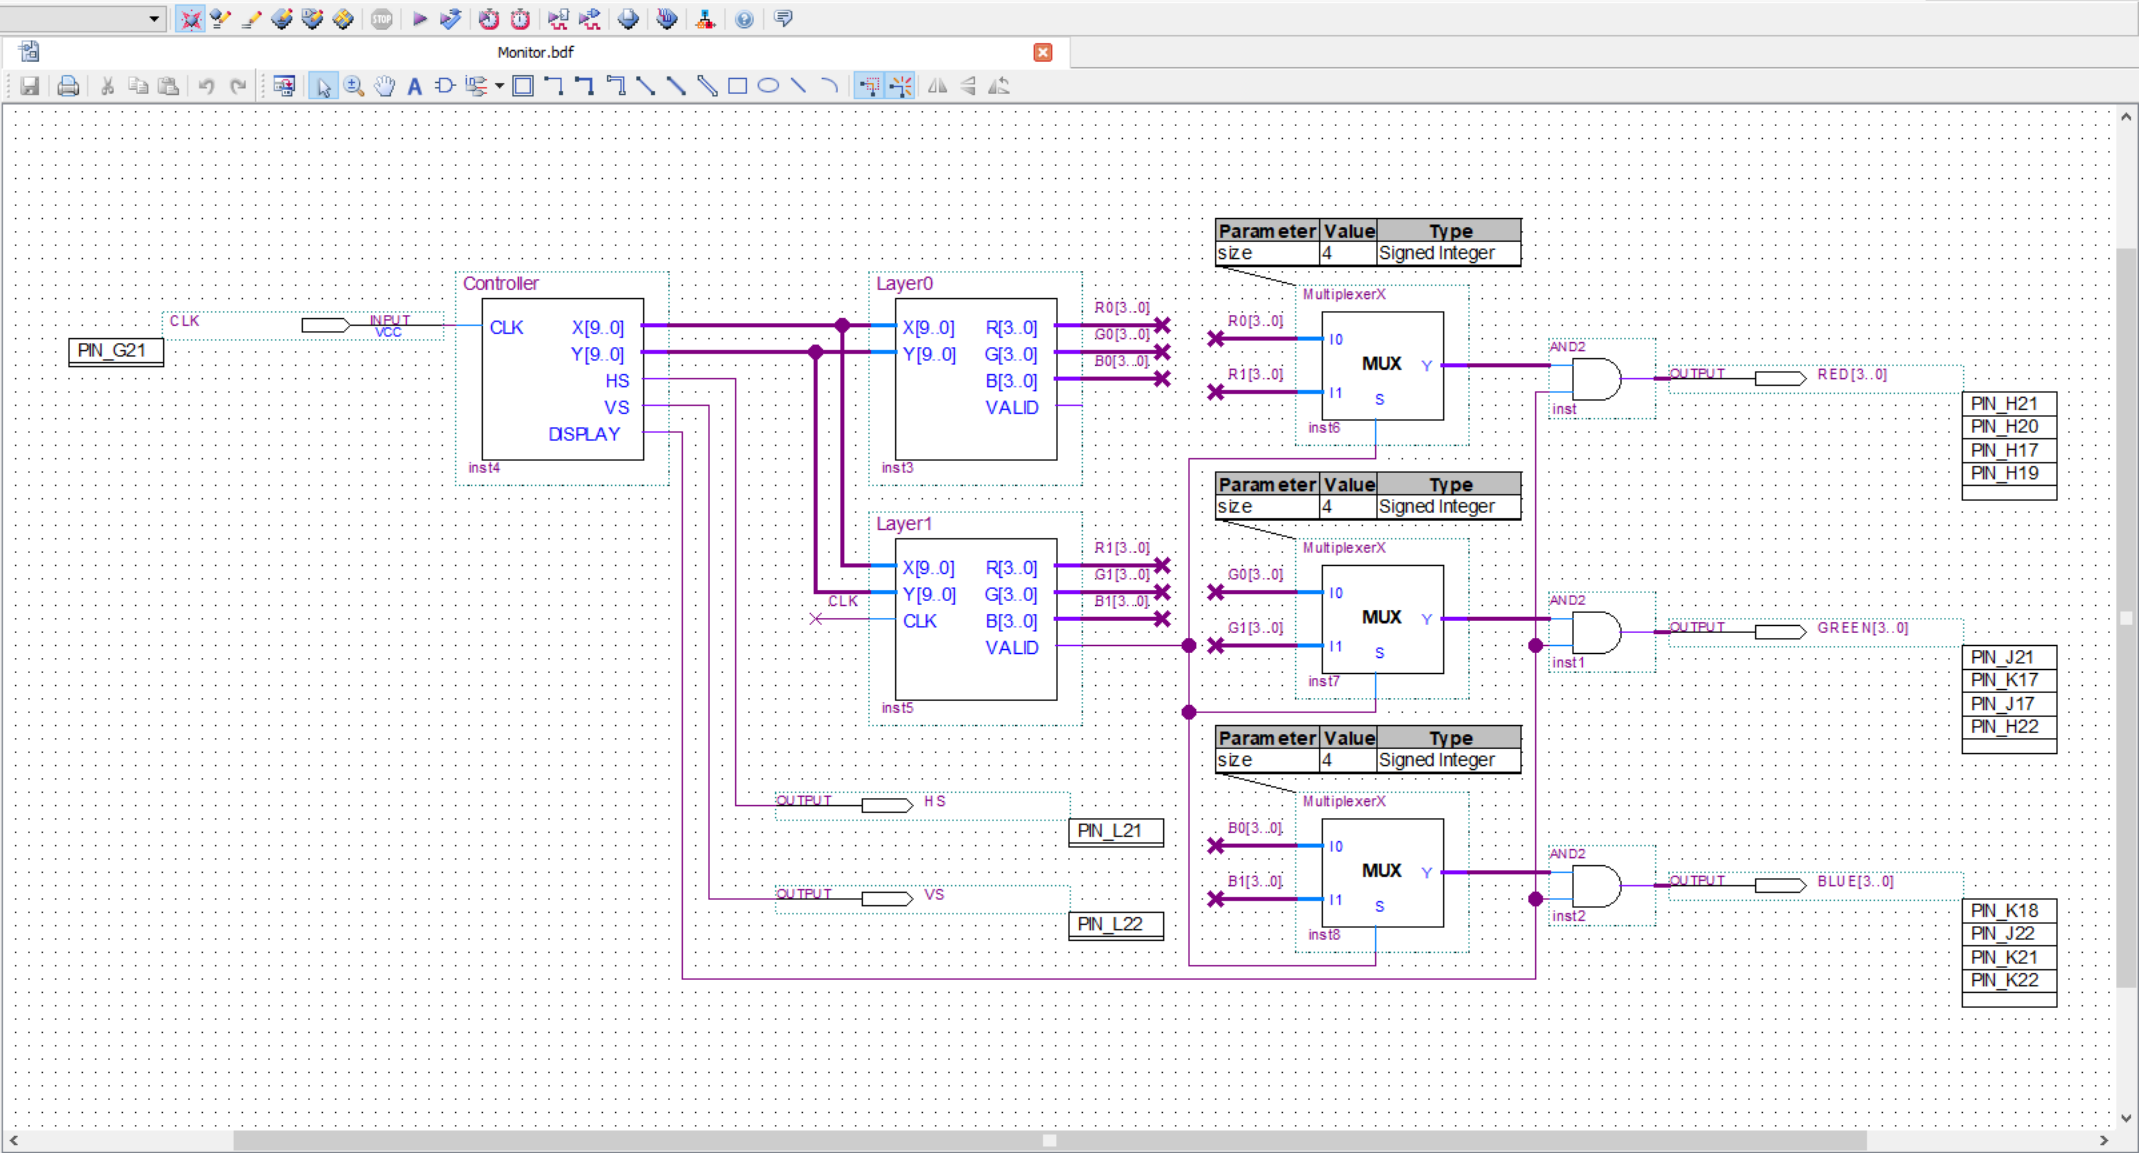 STOP
Monitor.bdf
A
CLK
INPUT
VCC
PIN_G21
Controller
CLK
X[9..0]
Y[9..0]
HS
VS
DISPLAY
inst4
Layer0
X[9..0]
Y[9..0]
R[3..0]
G[3..0]
B[3..0]
VALID
inst3
R0[3..0]
G0[3..0]
B0[3..0]
Layer1
X[9..0]
Y[9..0]
CLK
CLK
R[3..0]
G[3..0]
B[3..0]
VALID
inst5
R1[3..0]
G1[3..0]
B1[3..0]
OUTPUT
HS
PIN_L21
OUTPUT
VS
PIN_L22
Parameter Value Type
size 4 Signed Integer
MultiplexerX
R0[3..0]
R1[3..0]
I0
I1
MUX
Y
S
inst6
Parameter Value Type
size 4 Signed Integer
MultiplexerX
G0[3..0]
G1[3..0]
I0
I1
MUX
Y
S
inst7
Parameter Value Type
size 4 Signed Integer
MultiplexerX
B0[3..0]
B1[3..0]
I0
I1
MUX
Y
S
inst8
AND2
inst
OUTPUT
RED[3..0]
PIN_H21
PIN_H20
PIN_H17
PIN_H19
AND2
inst1
OUTPUT
GREEN[3..0]
PIN_J21
PIN_K17
PIN_J17
PIN_H22
AND2
inst2
OUTPUT
BLUE[3..0]
PIN_K18
PIN_J22
PIN_K21
PIN_K22